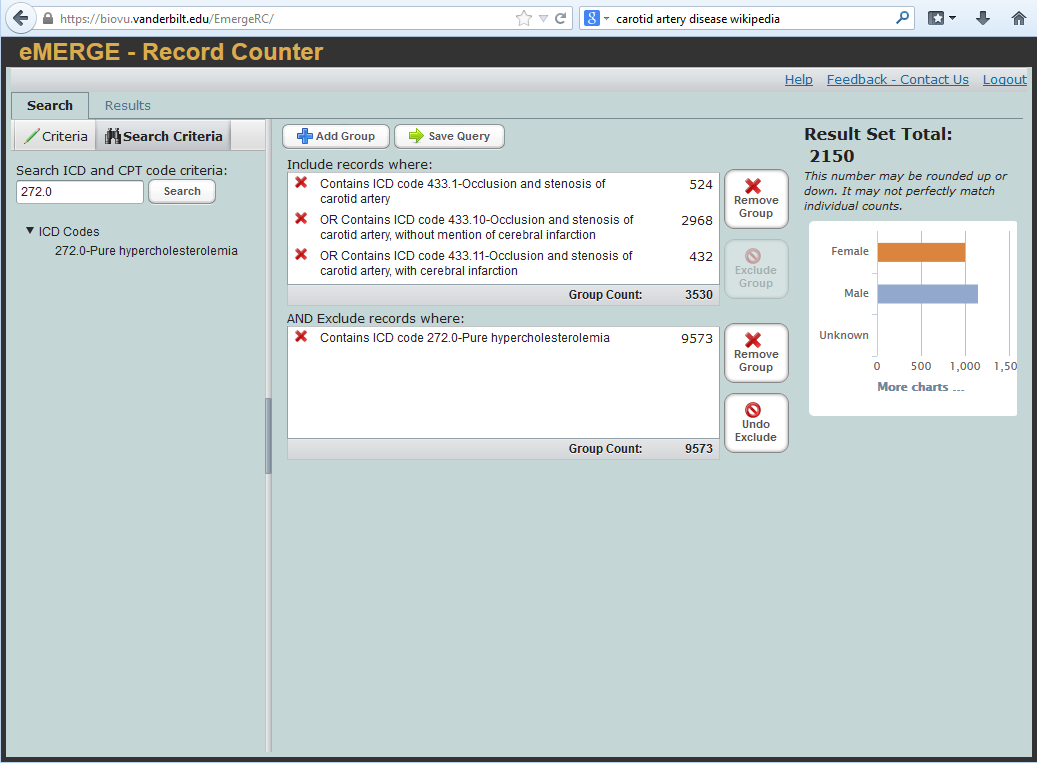 https://biovu.vanderbilt.edu/EmergeRC/
8
carotid artery disease wikipedia
eMERGE - Record Counter
Help Feedback - Contact Us Logout
Search Results
Criteria Search Criteria
Search ICD and CPT code criteria:
272.0 Search
ICD Codes
272.0-Pure hypercholesterolemia
Add Group Save Query
Include records where:
Contains ICD code 433.1-Occlusion and stenosis of 524
carotid artery
OR Contains ICD code 433.10-Occlusion and stenosis of 2968
carotid artery, without mention of cerebral infarction
OR Contains ICD code 433.11-Occlusion and stenosis of 432
carotid artery, with cerebral infarction
Group Count: 3530
Remove
Group
Exclude
Group
AND Exclude records where:
Contains ICD code 272.0-Pure hypercholesterolemia 9573
Group Count: 9573
Remove
Group
Undo
Exclude
Result Set Total:
2150
This number may be rounded up or
down. It may not perfectly match
individual counts.
Female
Male
Unknown
0 500 1,000 1,50
More charts ...